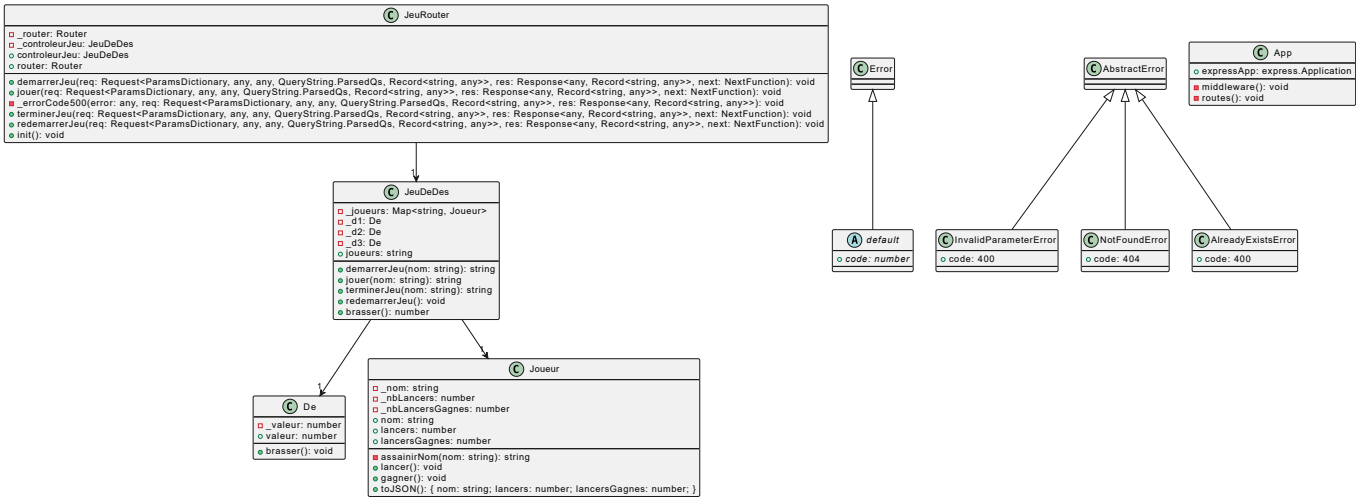 C JeuRouter
_router: Router
_controleurJeu: JeuDeDes
controleurJeu: JeuDeDes
router: Router
demarrerJeu(req: Request<ParamsDictionary, any, any, QueryString.ParsedQs, Record<string, any>>, res: Response<any, Record<string, any>>, next: NextFunction): void
jouer(req: Request<ParamsDictionary, any, any, QueryString.ParsedQs, Record<string, any>>, res: Response<any, Record<string, any>>, next: NextFunction): void
_errorCode500(error: any, req: Request<ParamsDictionary, any, any, QueryString.ParsedQs, Record<string, any>>, res: Response<any, Record<string, any>>): void
terminerJeu(req: Request<ParamsDictionary, any, any, QueryString.ParsedQs, Record<string, any>>, res: Response<any, Record<string, any>>, next: NextFunction): void
redemarrerJeu(req: Request<ParamsDictionary, any, any, QueryString.ParsedQs, Record<string, any>>, res: Response<any, Record<string, any>>, next: NextFunction): void
init(): void
C Error
C AbstractError
C App
expressApp: express.Application
middleware(): void
routes(): void
1
C JeuDeDes
_joueurs: Map<string, Joueur>
_d1: De
_d2: De
_d3: De
joueurs: string
demarrerJeu(nom: string): string
jouer(nom: string): string
terminerJeu(nom: string): string
redemarrerJeu(): void
brasser(): number
A default
code: number
C InvalidParameterError
code: 400
C NotFoundError
code: 404
C AlreadyExistsError
code: 400
1
1
C De
_valeur: number
valeur: number
brasser(): void
C Joueur
_nom: string
_nbLancers: number
_nbLancersGagnes: number
nom: string
lancers: number
lancersGagnes: number
assainirNom(nom: string): string
lancer(): void
gagner(): void
toJSON(): { nom: string; lancers: number; lancersGagnes: number; }